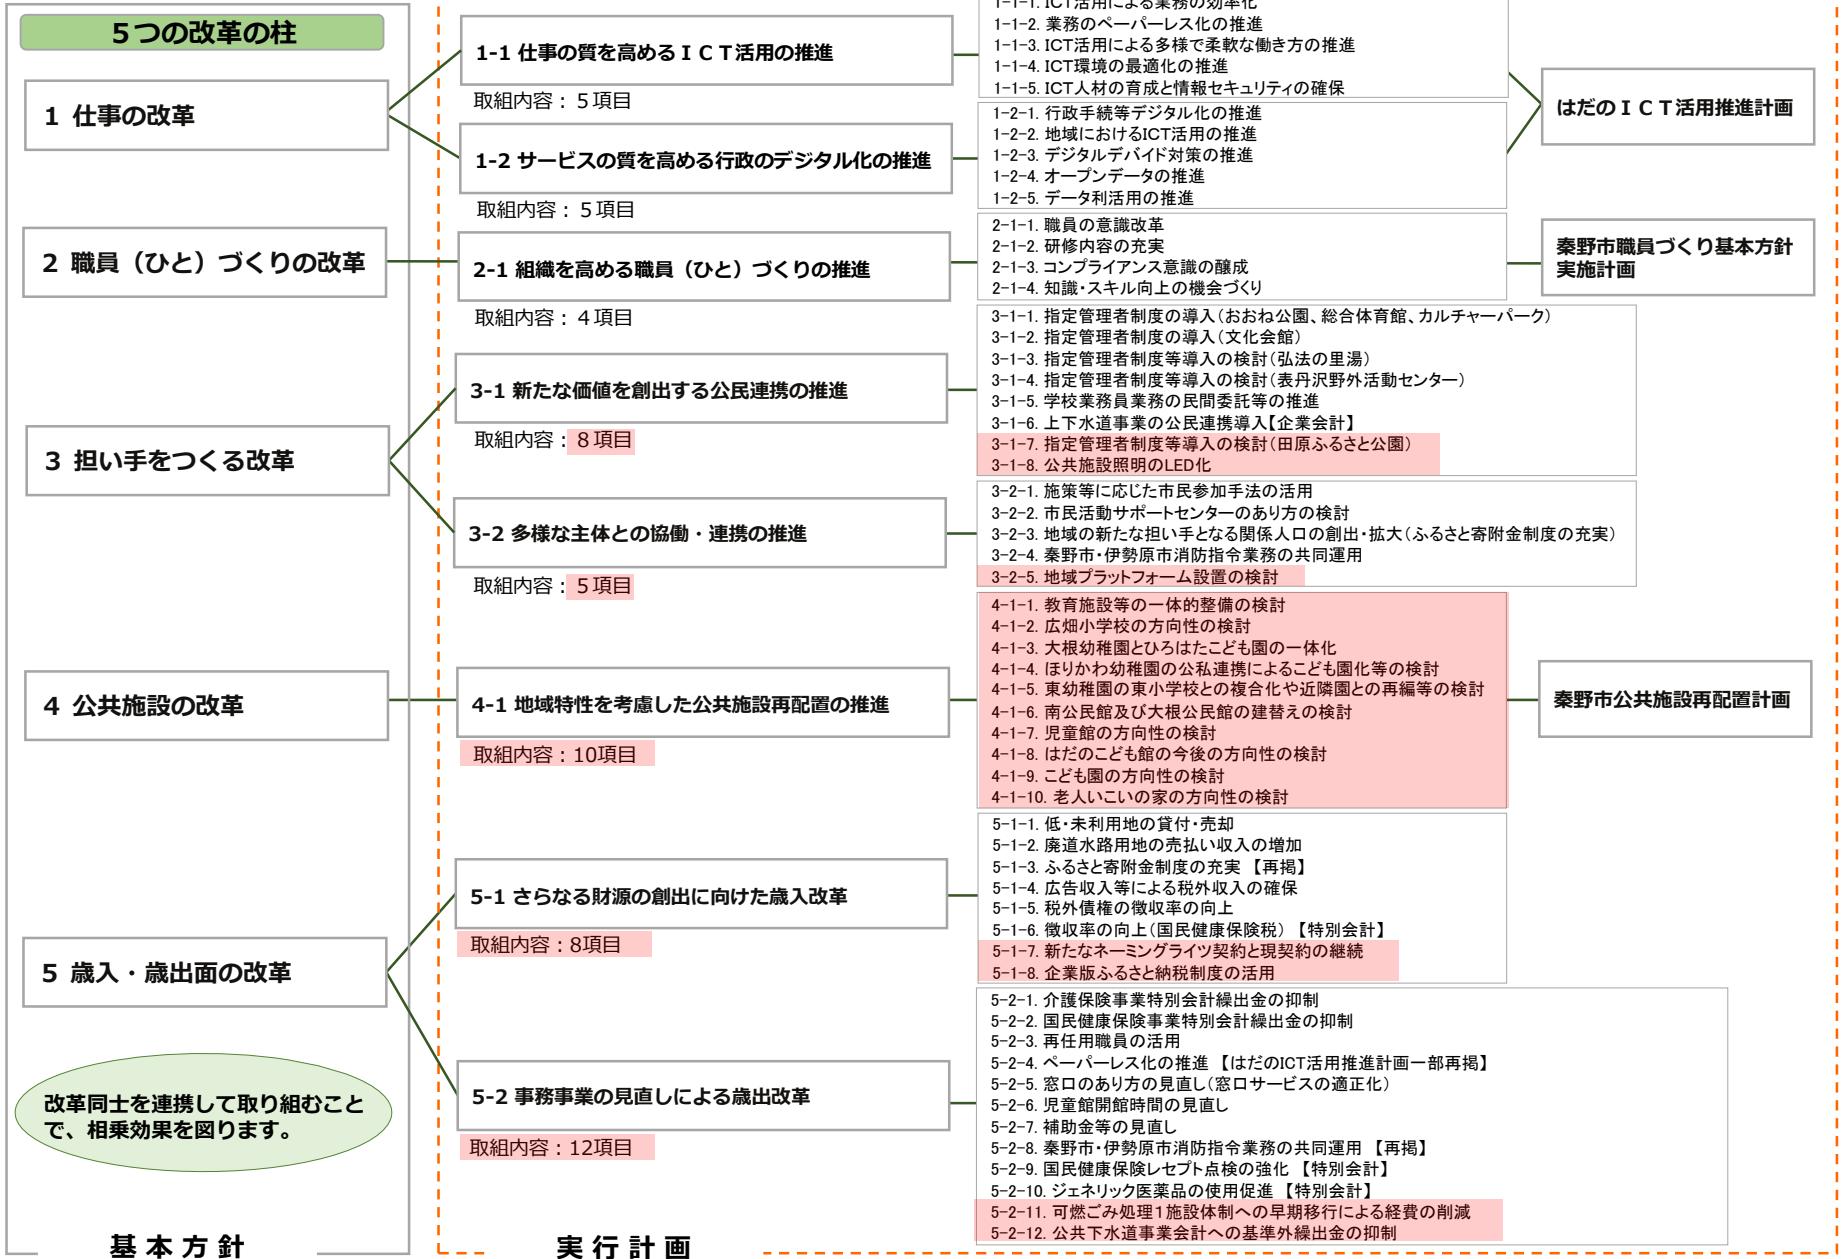 5つの改革の柱
1 仕事の改革
1-1 仕事の質を高めるＩＣＴ活用の推進
取組内容：５項目
1-1-1. ICT活用による業務の効率化
1-1-2. 業務のペーパーレス化の推進
1-1-3. ICT活用による多様で柔軟な働き方の推進
1-1-4. ICT環境の最適化の推進
1-1-5. ICT人材の育成と情報セキュリティの確保
1-2 サービスの質を高める行政のデジタル化の推進
取組内容：５項目
1-2-1. 行政手続等デジタル化の推進
1-2-2. 地域におけるICT活用の推進
1-2-3. デジタルデバイド対策の推進
1-2-4. オープンデータの推進
1-2-5. データ利活用の推進
はだのＩＣＴ活用推進計画
2 職員（ひと）づくりの改革
2-1 組織を高める職員（ひと）づくりの推進
取組内容：４項目
2-1-1. 職員の意識改革
2-1-2. 研修内容の充実
2-1-3. コンプライアンス意識の醸成
2-1-4. 知識・スキル向上の機会づくり
秦野市職員づくり基本方針
実施計画
3 担い手をつくる改革
3-1 新たな価値を創出する公民連携の推進
取組内容：８項目
3-1-1. 指定管理者制度の導入（おおね公園、総合体育館、カルチャーパーク）
3-1-2. 指定管理者制度の導入（文化会館）
3-1-3. 指定管理者制度等導入の検討（弘法の里湯）
3-1-4. 指定管理者制度等導入の検討（表丹沢野外活動センター）
3-1-5. 学校業務員業務の民間委託等の推進
3-1-6. 上下水道事業の公民連携導入【企業会計】
3-1-7. 指定管理者制度等導入の検討（田原ふるさと公園）
3-1-8. 公共施設照明のLED化
3-2 多様な主体との協働・連携の推進
取組内容：５項目
3-2-1. 施策等に応じた市民参加手法の活用
3-2-2. 市民活動サポートセンターのあり方の検討
3-2-3. 地域の新たな担い手となる関係人口の創出・拡大（ふるさと寄附金制度の充実）
3-2-4. 秦野市・伊勢原市消防指令業務の共同運用
3-2-5. 地域プラットフォーム設置の検討
4 公共施設の改革
4-1 地域特性を考慮した公共施設再配置の推進
取組内容：10項目
4-1-1. 教育施設等の一体的整備の検討
4-1-2. 広畑小学校の方向性の検討
4-1-3. 大根幼稚園とひろはたこども園の一体化
4-1-4. ほりかわ幼稚園の公私連携によるこども園化等の検討
4-1-5. 東幼稚園の東小学校との複合化や近隣園との再編等の検討
4-1-6. 南公民館及び大根公民館の建替えの検討
4-1-7. 児童館の方向性の検討
4-1-8. はだのこども館の今後の方向性の検討
4-1-9. こども園の方向性の検討
4-1-10. 老人いこいの家の方向性の検討
秦野市公共施設再配置計画
5 歳入・歳出面の改革
5-1 さらなる財源の創出に向けた歳入改革
取組内容：8項目
5-1-1. 低・未利用地の貸付・売却
5-1-2. 廃道水路用地の売払い収入の増加
5-1-3. ふるさと寄附金制度の充実 【再掲】
5-1-4. 広告収入等による税外収入の確保
5-1-5. 税外債権の徴収率の向上
5-1-6. 徴収率の向上（国民健康保険税） 【特別会計】
5-1-7. 新たなネーミングライツ契約と現契約の継続
5-1-8. 企業版ふるさと納税制度の活用
5-2 事務事業の見直しによる歳出改革
取組内容：12項目
5-2-1. 介護保険事業特別会計繰出金の抑制
5-2-2. 国民健康保険事業特別会計繰出金の抑制
5-2-3. 再任用職員の活用
5-2-4. ペーパーレス化の推進 【はだのICT活用推進計画一部再掲】
5-2-5. 窓口のあり方の見直し（窓口サービスの適正化）
5-2-6. 児童館開館時間の見直し
5-2-7. 補助金等の見直し
5-2-8. 秦野市・伊勢原市消防指令業務の共同運用 【再掲】
5-2-9. 国民健康保険レセプト点検の強化 【特別会計】
5-2-10. ジェネリック医薬品の使用促進 【特別会計】
5-2-11. 可燃ごみ処理1施設体制への早期移行による経費の削減
5-2-12. 公共下水道事業会計への基準外繰出金の抑制
改革同士を連携して取り組むこと
で、相乗効果を図ります。
基本方針
実行計画